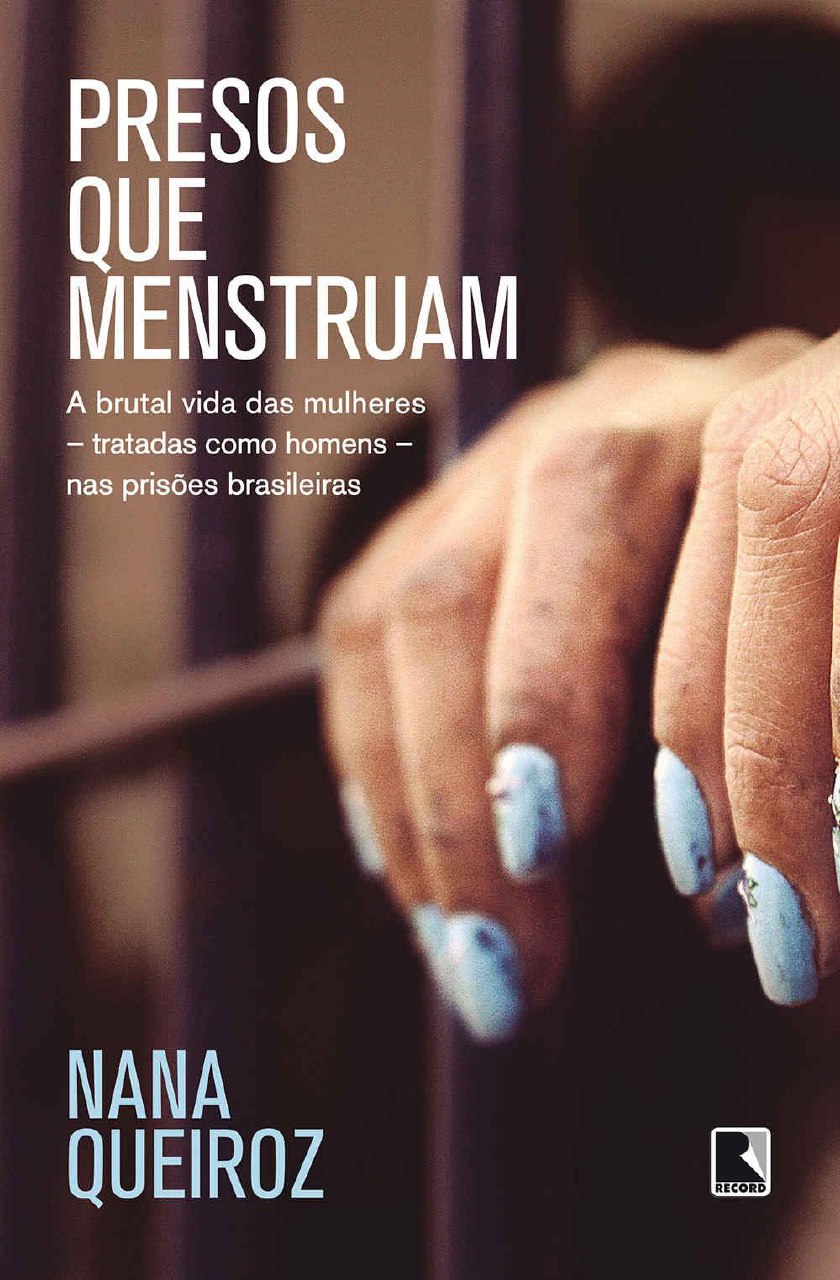 PRESOS
QUE
MENSTRUAM
A brutal vida das mulheres
– tratadas como homens –
nas prisões brasileiras
NANA
QUEIROZ
RECORD